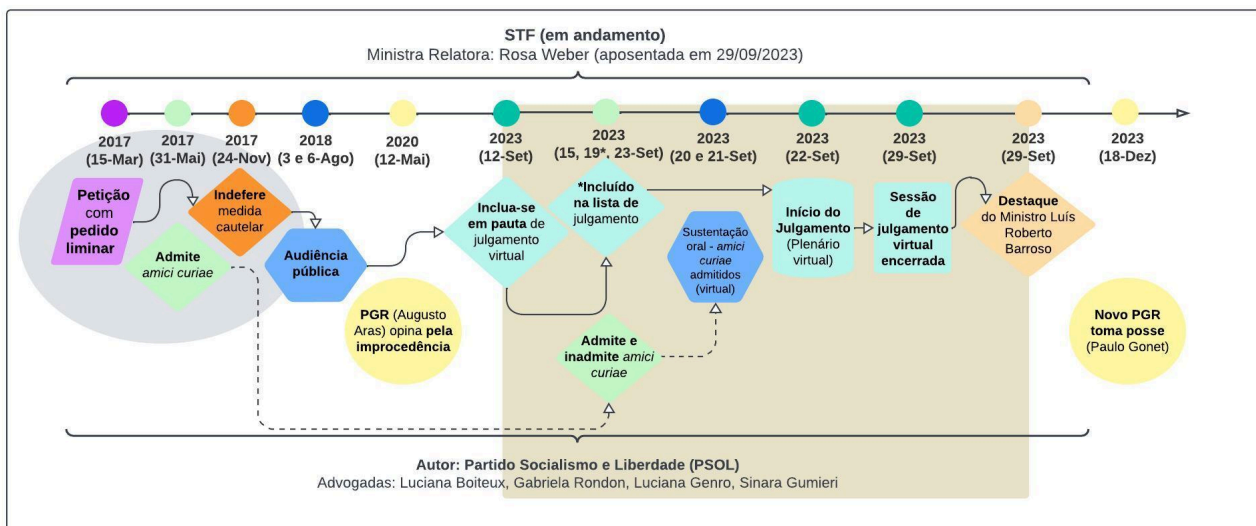 STF (em andamento)
Ministra Relatora: Rosa Weber (aposentada em 29/09/2023)
2017
(15-Mar)
2017
(31-Mai)
2017
(24-Nov)
2018
(3 e 6-Ago)
2020
(12-Mai)
2023
(12-Set)
2023
(15, 19*, 23-Set)
2023
(20 e 21-Set)
2023
(22-Set)
2023
(29-Set)
2023
(29-Set)
2023
(18-Dez)
Petição
com
pedido
liminar
Admite
amici curiae
Indefere
medida
cautelar
Audiência
pública
PGR (Augusto
Aras) opina pela
improcedência
Inclua-se
em pauta de
julgamento
virtual
*Incluído
na lista de
julgamento
Admite e
inadmite amici
curiae
Sustentação
oral - amici
curiae
admitidos
(virtual)
Início do
Julgamento
(Plenário
virtual)
Sessão
de
julgamento
virtual
encerrada
Destaque
do Ministro Luís
Roberto
Barroso
Novo PGR
toma posse
(Paulo Gonet)
Autor: Partido Socialismo e Liberdade (PSOL)
Advogadas: Luciana Boiteux, Gabriela Rondon, Luciana Genro, Sinara Gumieri